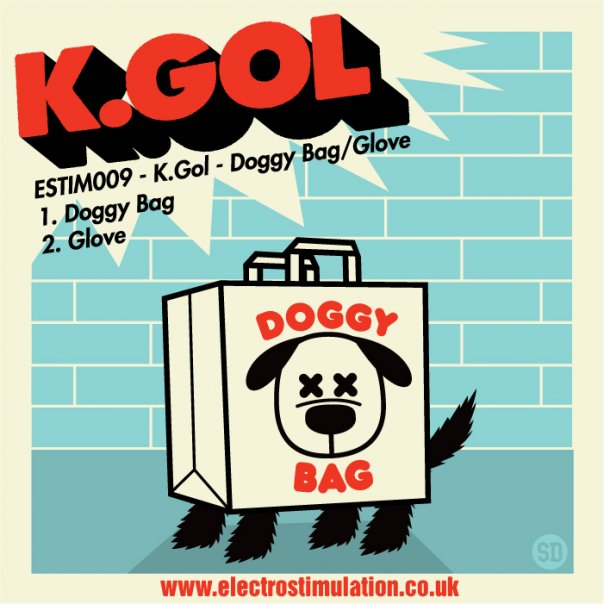 K.GOL
ESTIM009 - K.Gol - Doggy Bag/Glove
1. Doggy Bag
2. Glove
DOGGY
BAG
SD
www.electrostimulation.co.uk